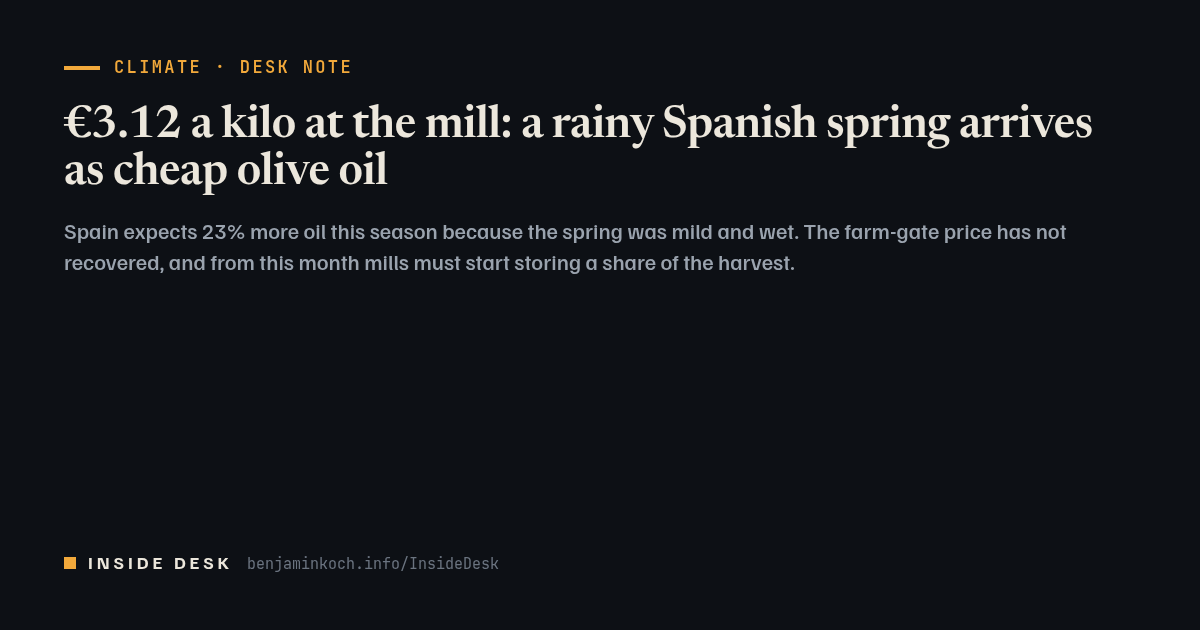 CLIMATE · DESK NOTE
€3.12 a kilo at the mill: a rainy Spanish spring arrives
as cheap olive oil
Spain expects 23% more oil this season because the spring was mild and wet. The farm-gate price has not
recovered, and from this month mills must start storing a share of the harvest.
INSIDE DESK benjaminkoch.info/InsideDesk